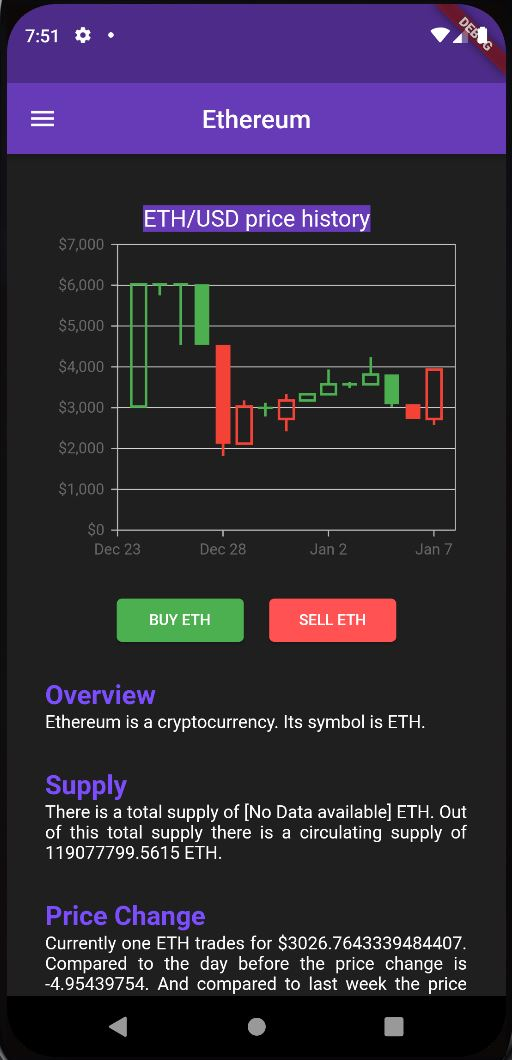 7:51
DEBUG
Ethereum
ETH/USD price history
$7,000
$6,000
$5,000
$4,000
$3,000
$2,000
$1,000
$0
Dec 23 Dec 28 Jan 2 Jan 7
BUY ETH SELL ETH
Overview
Ethereum is a cryptocurrency. Its symbol is ETH.
Supply
There is a total supply of [No Data available] ETH. Out
of this total supply there is a circulating supply of
119077799.5615 ETH.
Price Change
Currently one ETH trades for $3026.7643339484407.
Compared to the day before the price change is
-4.95439754. And compared to last week the price